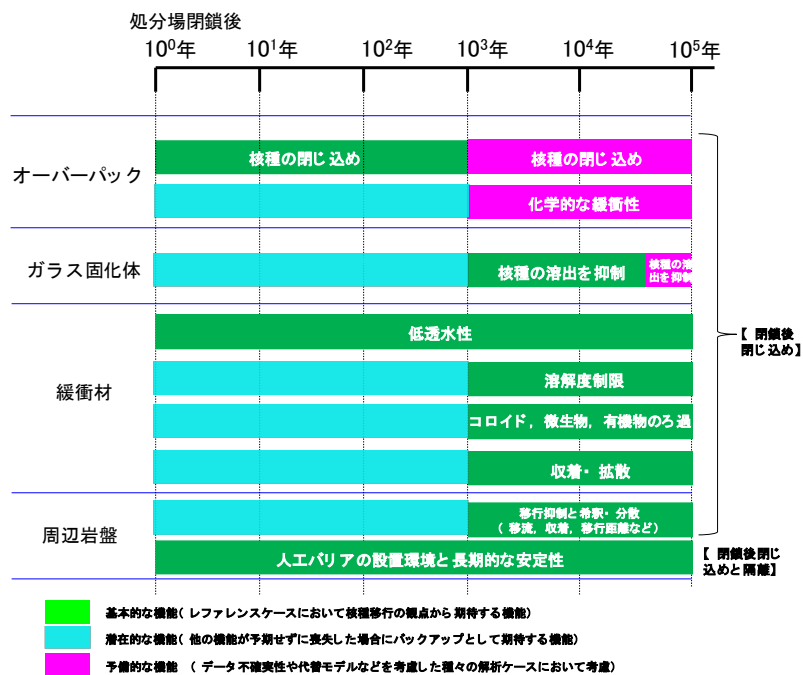 処分場閉鎖後
10⁰年 10¹年 10²年 10³年 10⁴年 10⁵年
オーバーパック
核種の閉じ込め
核種の閉じ込め
化学的な緩衝性
ガラス固化体
核種の溶出を抑制
核種の溶
出を抑制
緩衝材
低透水性
溶解度制限
コロイド，微生物，有機物のろ過
収着・拡散
【閉鎖後
閉じ込め】
周辺岩盤
移行抑制と希釈・分散
（移流，収着，移行距離など）
人工バリアの設置環境と長期的な安定性
【閉鎖後閉じ
込めと隔離】
基本的な機能（レファレンスケースにおいて核種移行の観点から期待する機能）
潜在的な機能（他の機能が予期せずに喪失した場合にバックアップとして期待する機能）
予備的な機能 （データ不確実性や代替モデルなどを考慮した種々の解析ケースにおいて考慮）